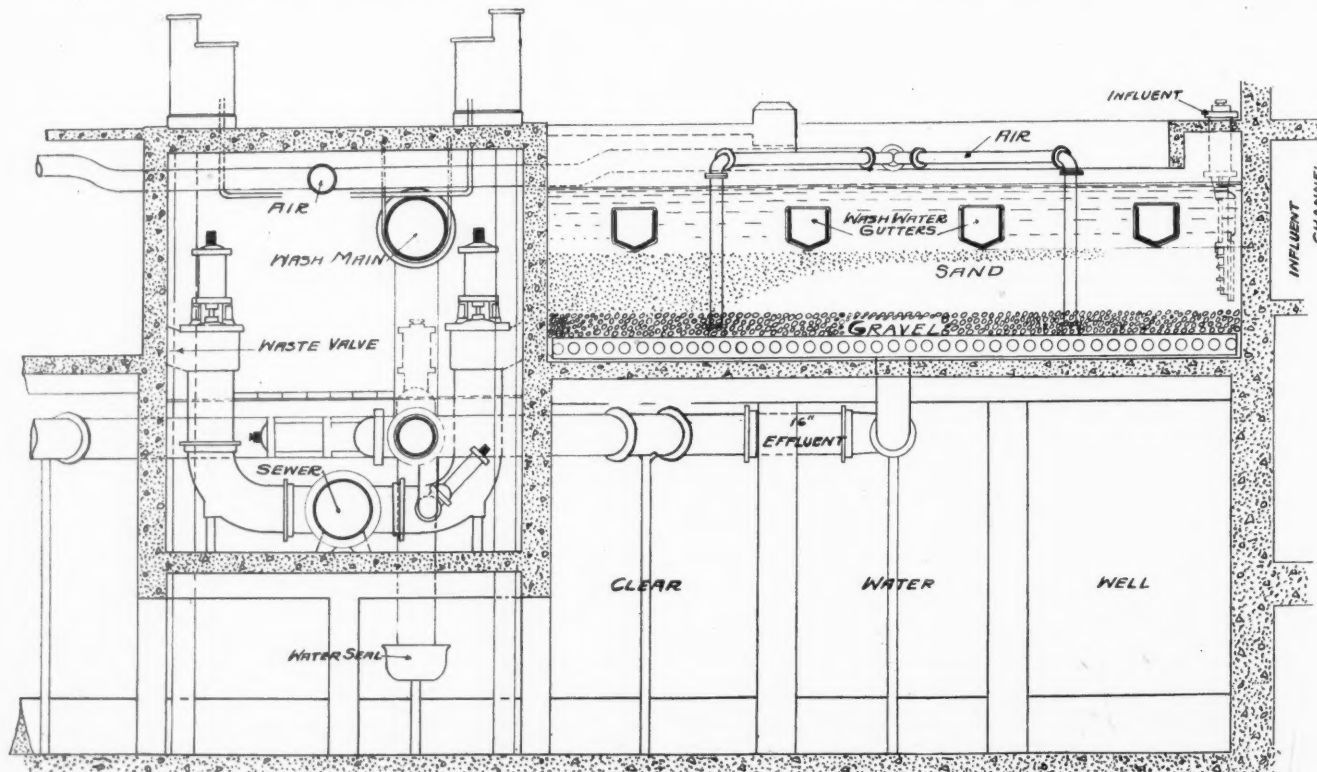 INFLUENT
AIR
AIR
WASH WATER
GUTTERS
WASH MAIN
SAND
INFLUENT
CHANNEL
GRAVEL
WASTE VALVE
16"
EFFLUENT
SEWER
CLEAR WATER WELL
WATER SEAL